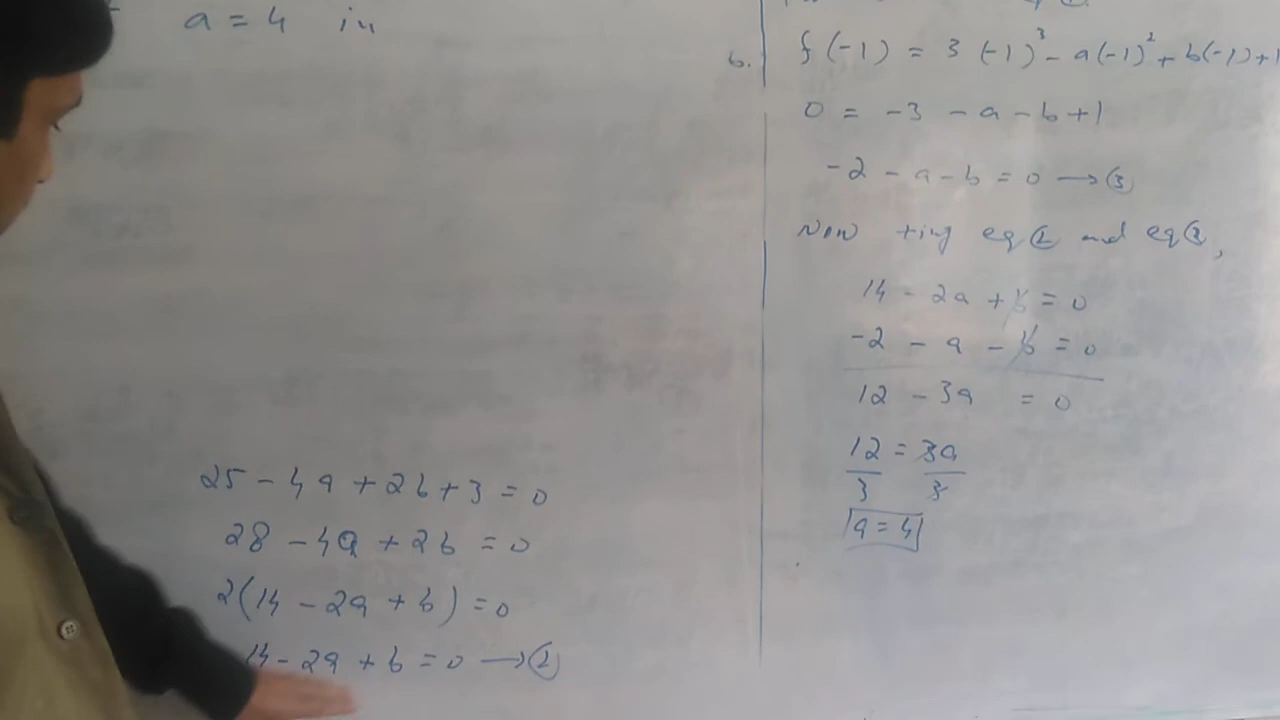 a = 4 in
25 - 4a + 2b + 3 = 0
28 - 4a + 2b = 0
2(14 - 2a + b) = 0
14 - 2a + b = 0 → ②
b.
f(-1) = 3(-1)³ - a(-1)² + b(-1) + 1
0 = -3 - a - b + 1
-2 - a - b = 0 → ③
Now +ing eq② and eq③,
14 - 2a + b = 0
-2 - a - b = 0
12 - 3a = 0
12 = 3a
3 3
a = 4